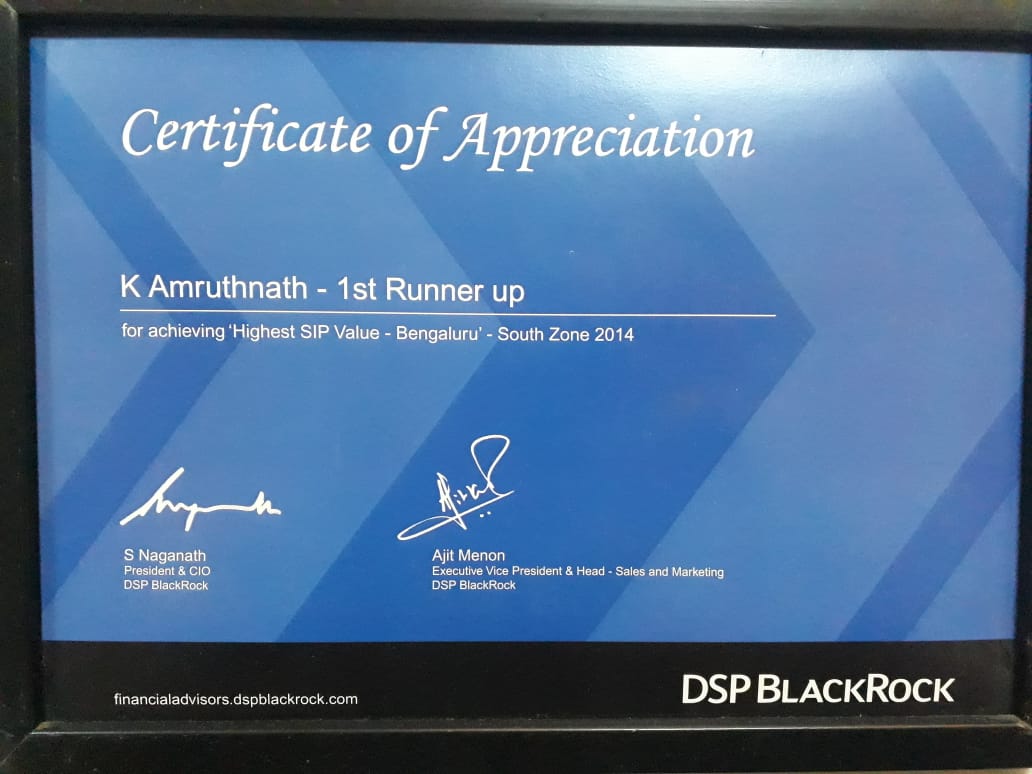 Certificate of Appreciation
K Amruthnath - 1st Runner up
for achieving ‘Highest SIP Value - Bengaluru’ - South Zone 2014
S Naganath
President & CIO
DSP BlackRock
Ajit Menon
Executive Vice President & Head - Sales and Marketing
DSP BlackRock
financialadvisors.dspblackrock.com
DSP BLACKROCK